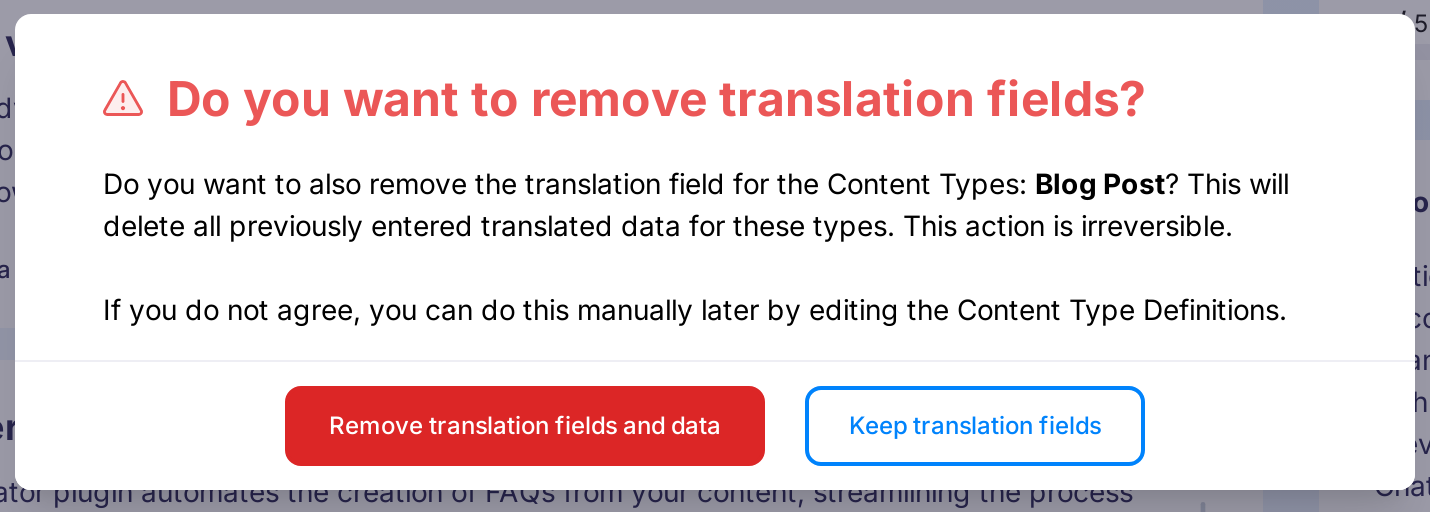 Do you want to remove translation fields?
Do you want to also remove the translation field for the Content Types: Blog Post? This will
delete all previously entered translated data for these types. This action is irreversible.
If you do not agree, you can do this manually later by editing the Content Type Definitions.
Remove translation fields and data
Keep translation fields
plugin automates the creation of FAQs from your content, streamlining the process